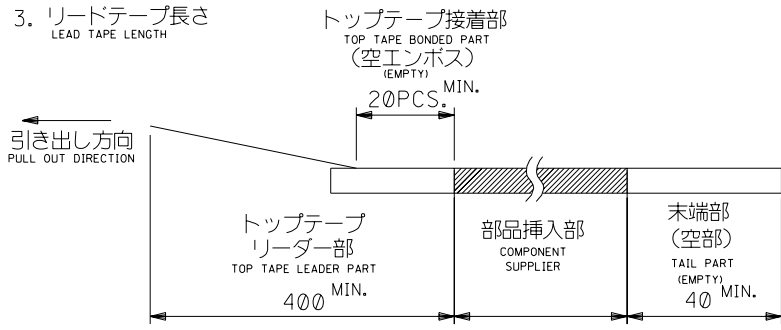 3. リードテープ長さ
LEAD TAPE LENGTH
トップテープ接着部
TOP TAPE BONDED PART
(空エンボス)
(EMPTY)
20PCS. MIN.
引き出し方向
PULL OUT DIRECTION
トップテープ
リーダー部
TOP TAPE LEADER PART
400 MIN.
部品挿入部
COMPONENT
SUPPLIER
末端部
(空部)
TAIL PART
(EMPTY)
40 MIN.